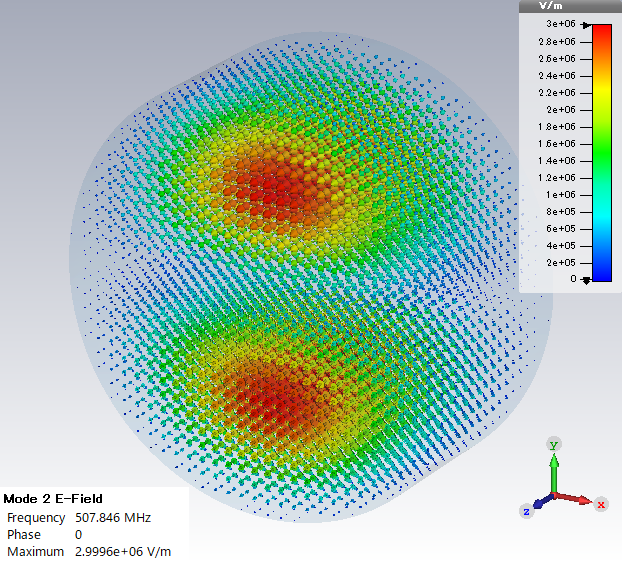 V/m
3e+06
2.8e+06
2.6e+06
2.4e+06
2.2e+06
2e+06
1.8e+06
1.6e+06
1.4e+06
1.2e+06
1e+06
8e+05
6e+05
4e+05
2e+05
0
y
x
z
Mode 2 E-Field
Frequency 507.846 MHz
Phase 0
Maximum 2.9996e+06 V/m